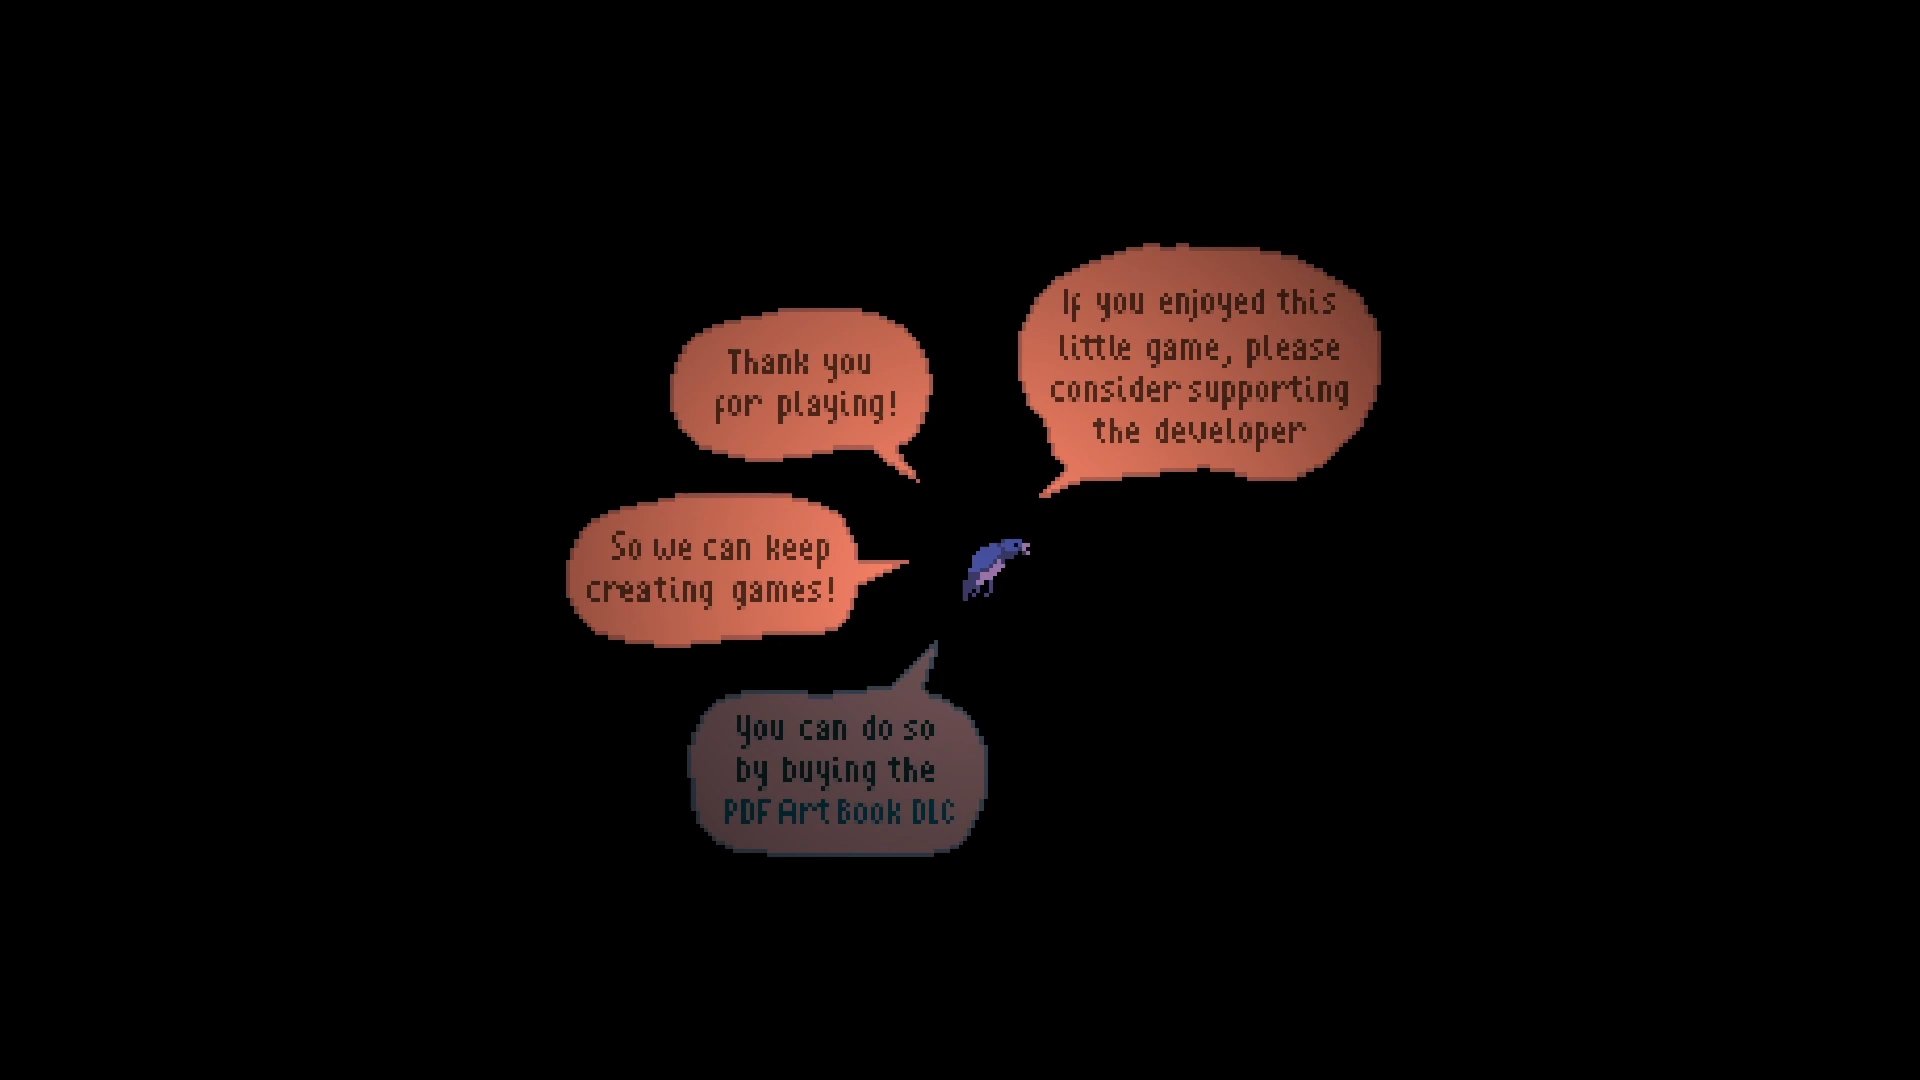 Thank you
for playing!
If you enjoyed this
little game, please
consider supporting
the developer
So we can keep
creating games!
You can do so
by buying the
PDF Art Book DLC